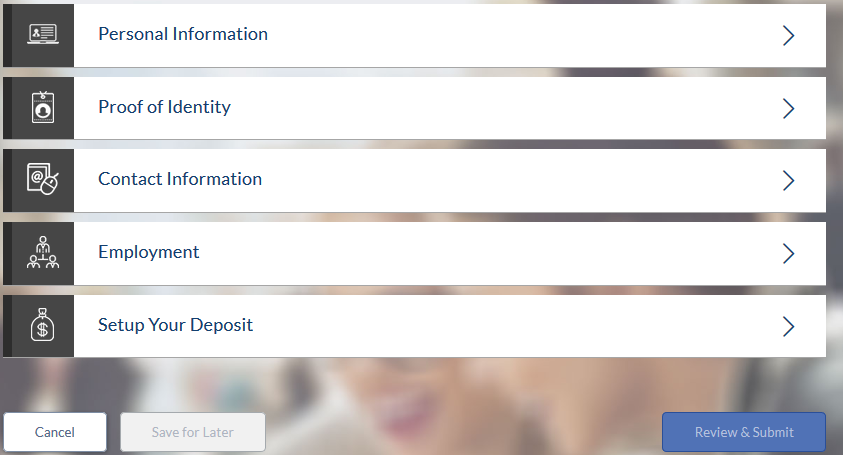 Personal Information
Proof of Identity
Contact Information
Employment
Setup Your Deposit
Cancel
Save for Later
Review & Submit